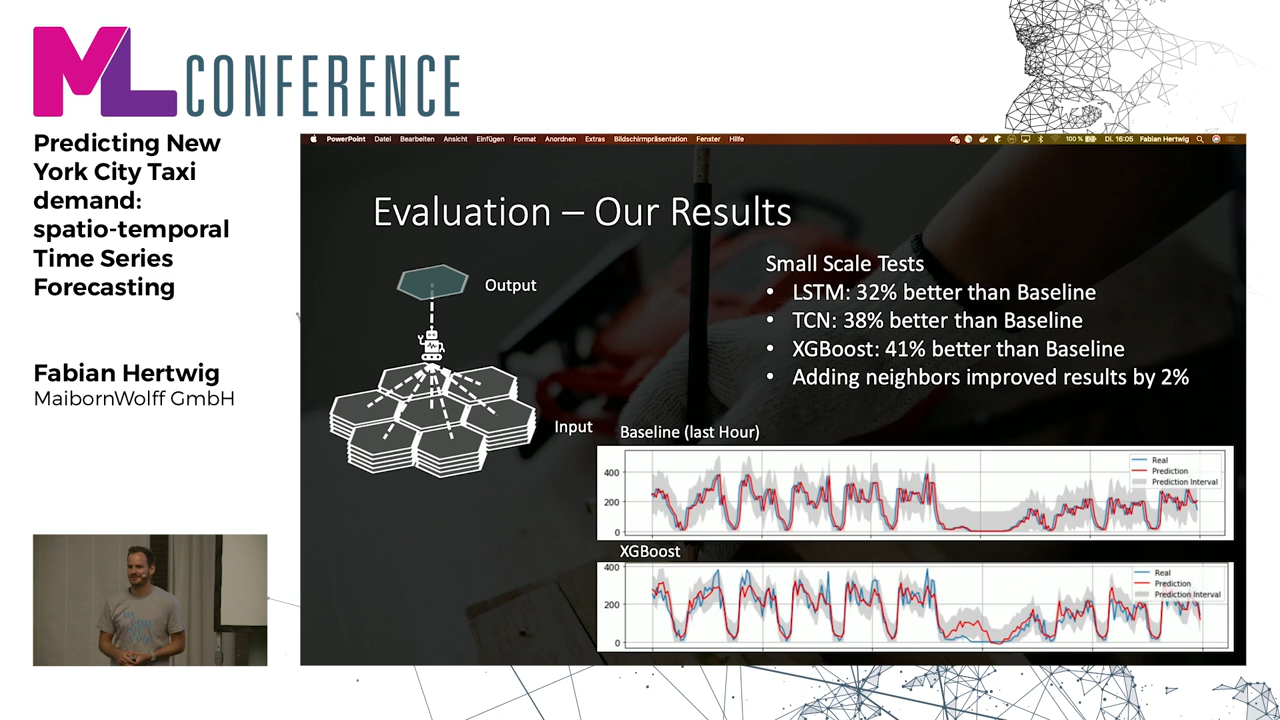 ML CONFERENCE
Predicting New
York City Taxi
demand:
spatio-temporal
Time Series
Forecasting
Fabian Hertwig
MaibornWolff GmbH
PowerPoint Datei Bearbeiten Ansicht Einfügen Format Anordnen Extras Bildschirmpräsentation Fenster Hilfe
100 % Di. 16:05 Fabian Hertwig
Evaluation – Our Results
Output
Input
Small Scale Tests
• LSTM: 32% better than Baseline
• TCN: 38% better than Baseline
• XGBoost: 41% better than Baseline
• Adding neighbors improved results by 2%
Baseline (last Hour)
400
200
0
Real
Prediction
Prediction Interval
XGBoost
400
200
0
Real
Prediction
Prediction Interval